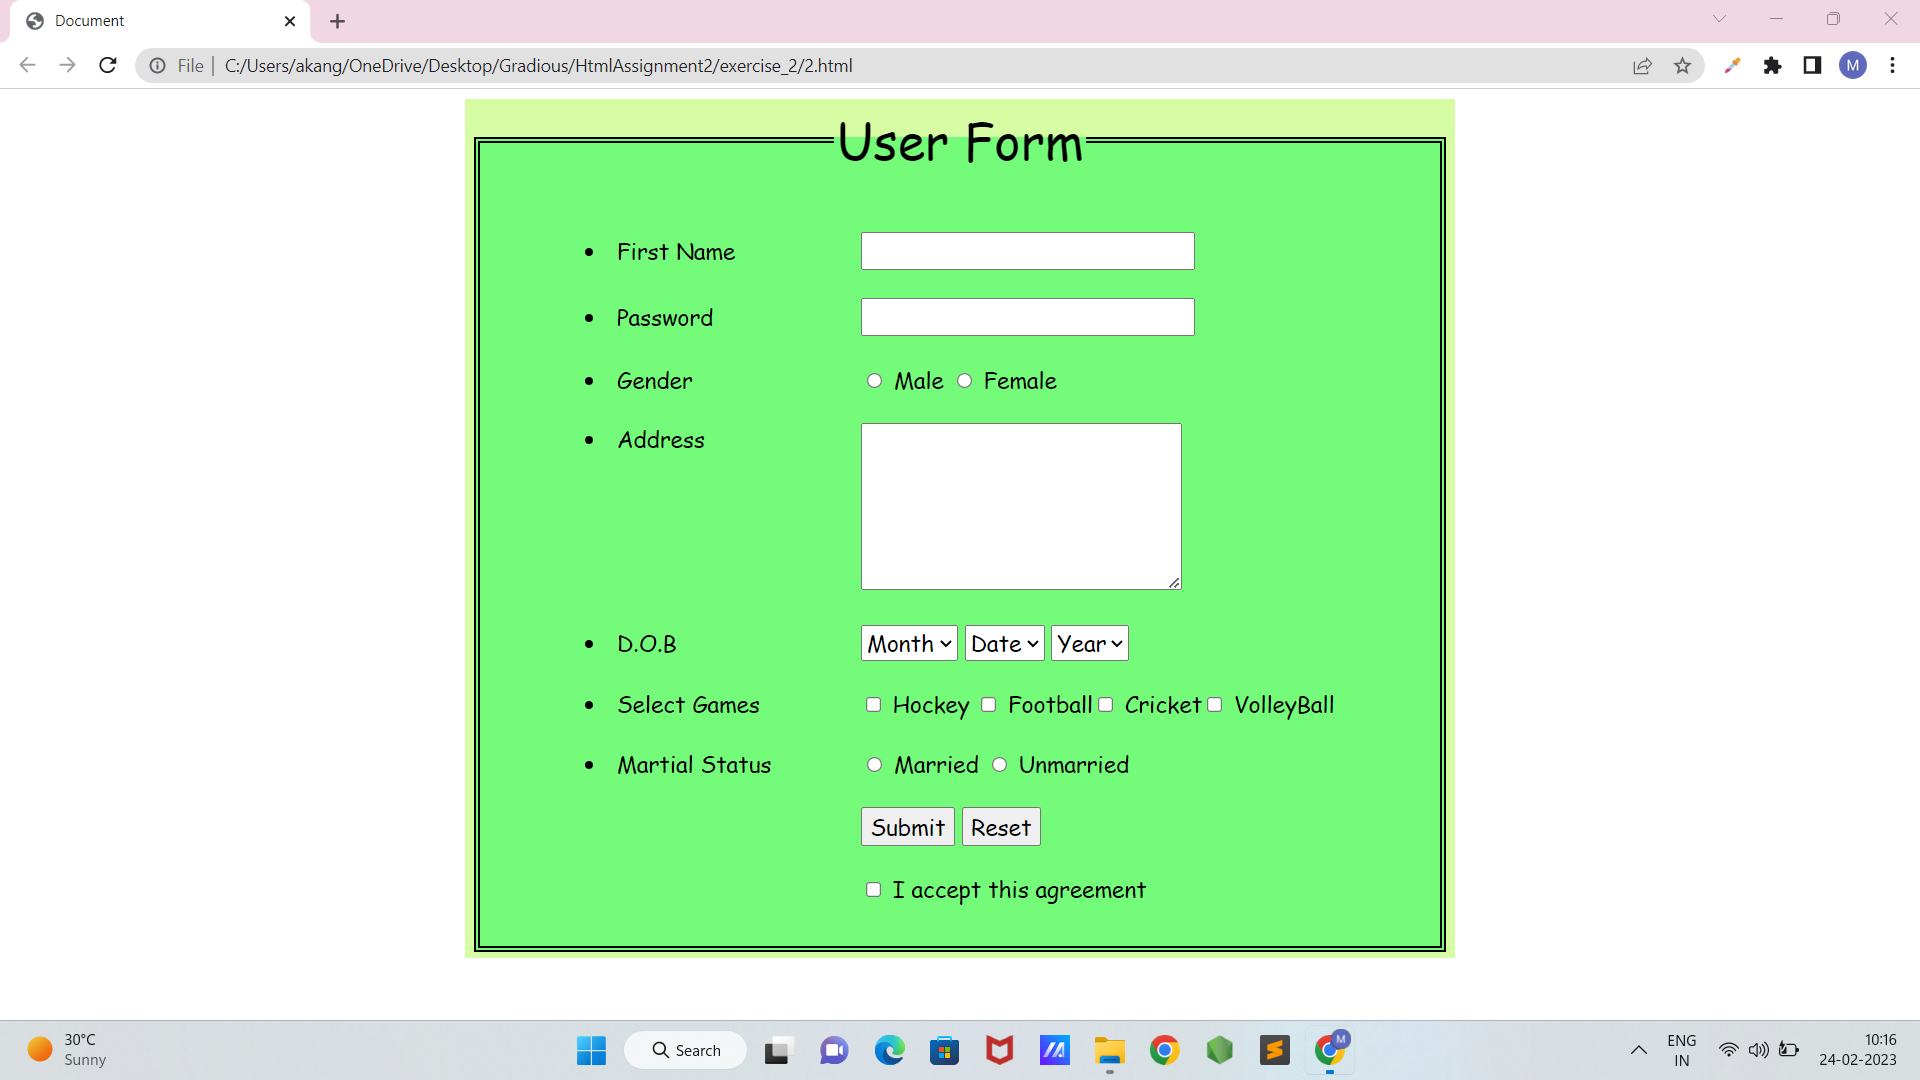 Document
File | C:/Users/akang/OneDrive/Desktop/Gradious/HtmlAssignment2/exercise_2/2.html
M
User Form
• First Name
• Password
• Gender Male Female
• Address
• D.O.B Month Date Year
• Select Games Hockey Football Cricket VolleyBall
• Martial Status Married Unmarried
Submit Reset
I accept this agreement
30°C
Sunny
Search
M
ENG
IN
10:16
24-02-2023